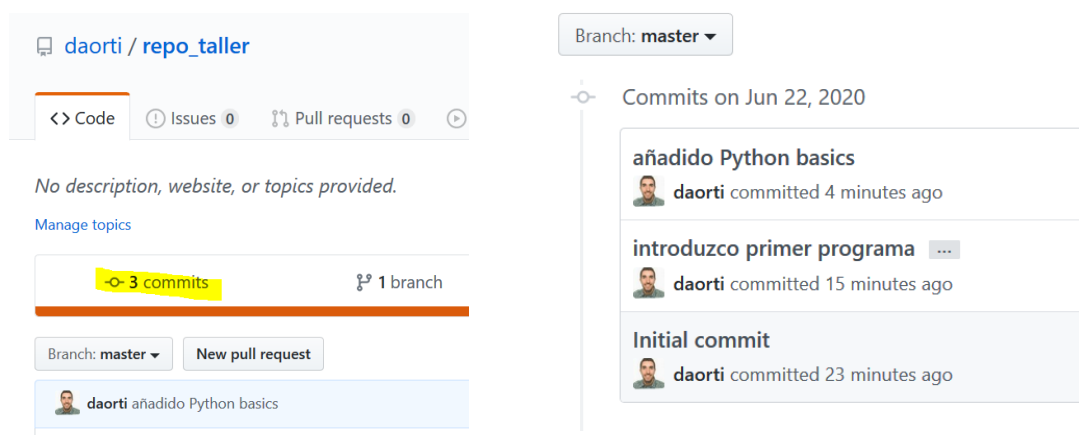 daorti / repo_taller
Code Issues 0 Pull requests 0
No description, website, or topics provided.
Manage topics
3 commits 1 branch
Branch: master New pull request
daorti añadido Python basics
Branch: master
Commits on Jun 22, 2020
añadido Python basics
daorti committed 4 minutes ago
introduzco primer programa ...
daorti committed 15 minutes ago
Initial commit
daorti committed 23 minutes ago